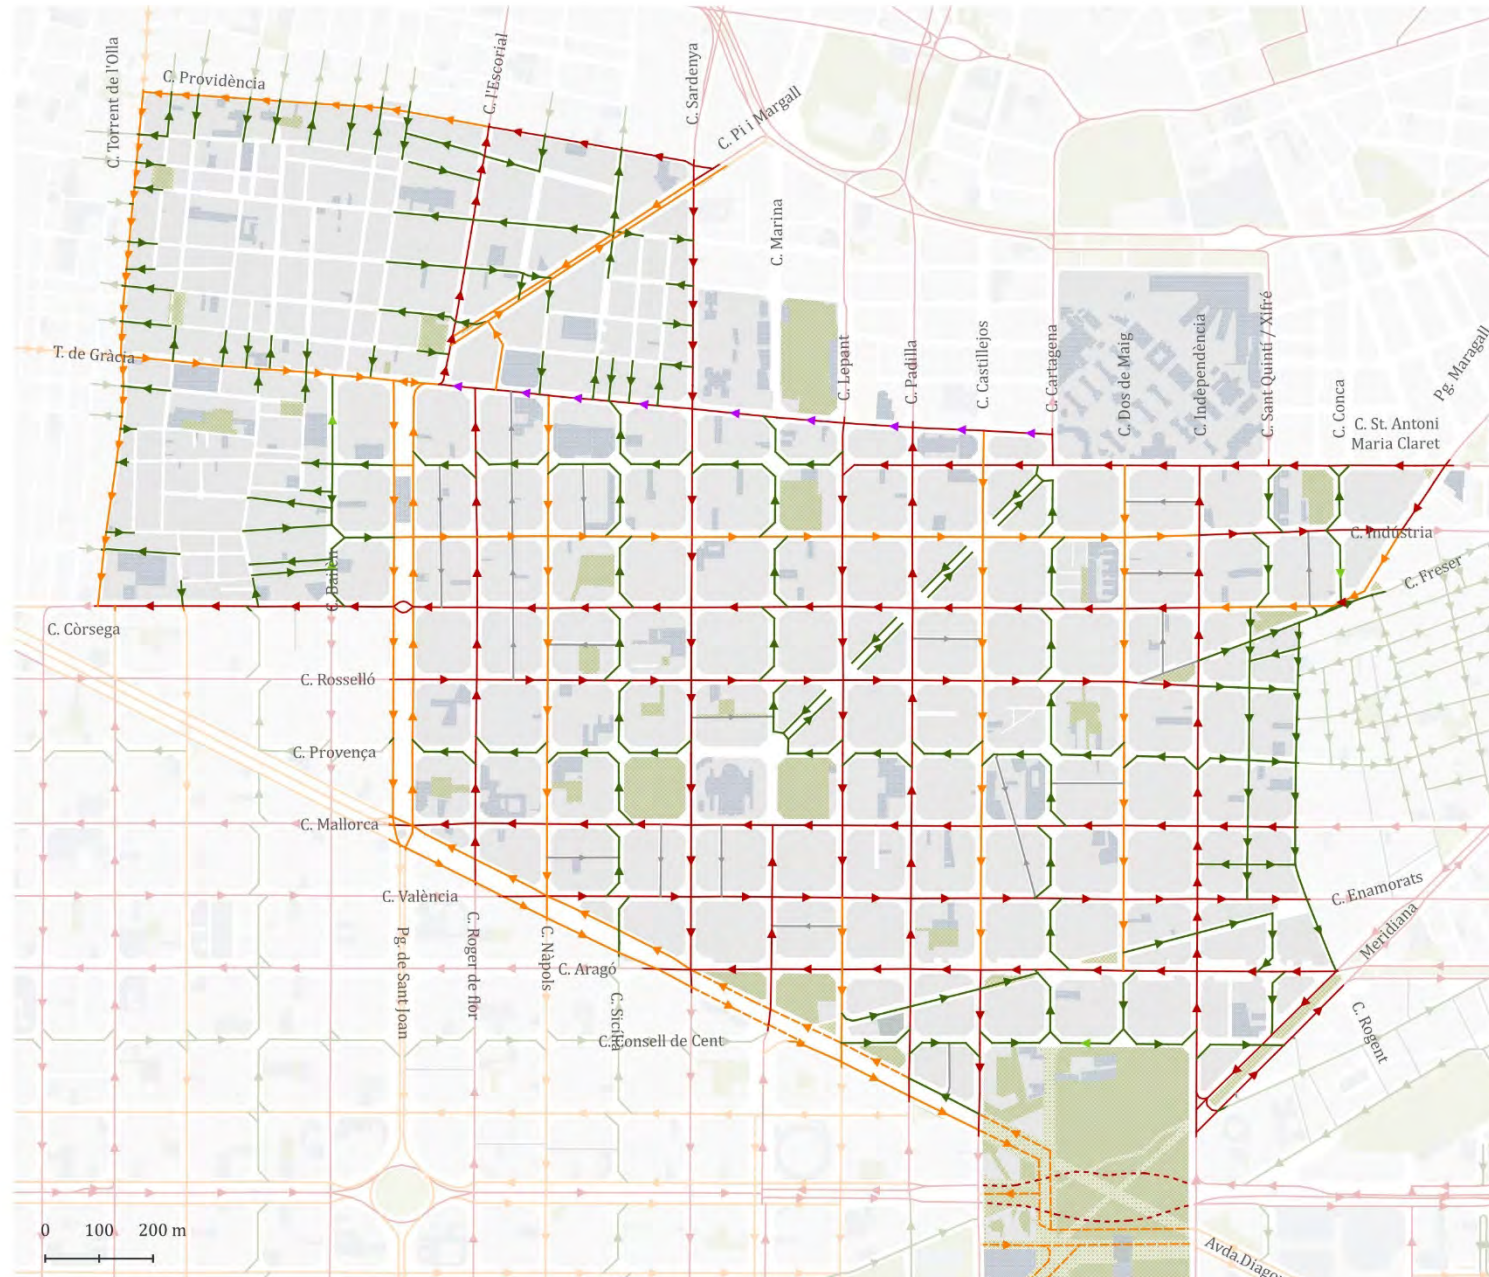 C. Torrent de l'Olla
C. Providència
C. l'Escorial
C. Sardenya
C. Pi i Margall
C. Marina
T. de Gràcia
C. Lepant
C. Padilla
C. Castillejos
C. Cartagena
C. Dos de Maig
C. Independència
C. Sant Quintí / Xifré
C. Conca
Pg. Maragall
C. St. Antoni
Maria Claret
C. Indústria
C. Freser
C. Bailèn
C. Còrsega
C. Rosselló
C. Provença
C. Mallorca
C. València
C. Enamorats
Meridiana
Pg. de Sant Joan
C. Roger de flor
C. Nàpols
C. Aragó
C. Sicília
C. Consell de Cent
C. Rogent
0 100 200 m
Avda.Diago